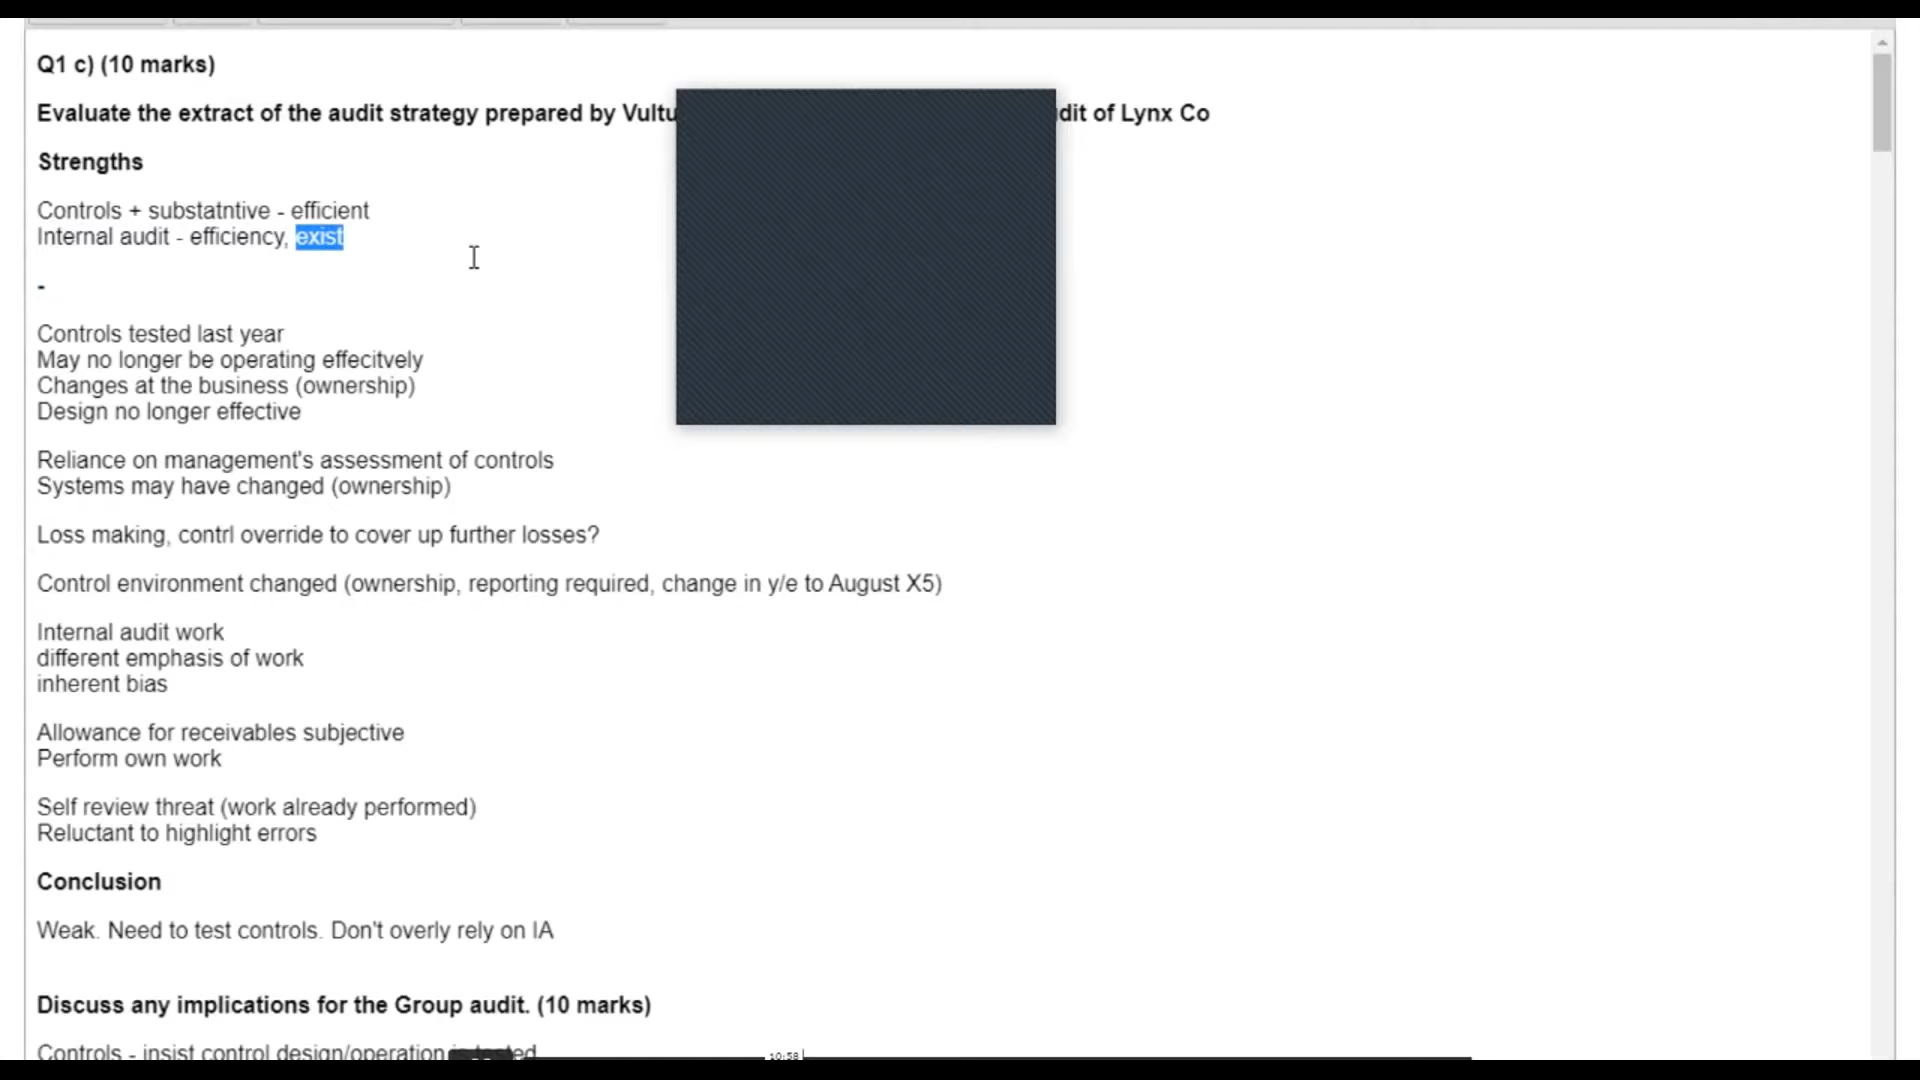 Q1 c) (10 marks)
Evaluate the extract of the audit strategy prepared by Vultu dit of Lynx Co
Strengths
Controls + substatntive - efficient
Internal audit - efficiency, exist
-
Controls tested last year
May no longer be operating effecitvely
Changes at the business (ownership)
Design no longer effective
Reliance on management's assessment of controls
Systems may have changed (ownership)
Loss making, contrl override to cover up further losses?
Control environment changed (ownership, reporting required, change in y/e to August X5)
Internal audit work
different emphasis of work
inherent bias
Allowance for receivables subjective
Perform own work
Self review threat (work already performed)
Reluctant to highlight errors
Conclusion
Weak. Need to test controls. Don't overly rely on IA
Discuss any implications for the Group audit. (10 marks)
Controls - insist control design/operation is tested
10:58